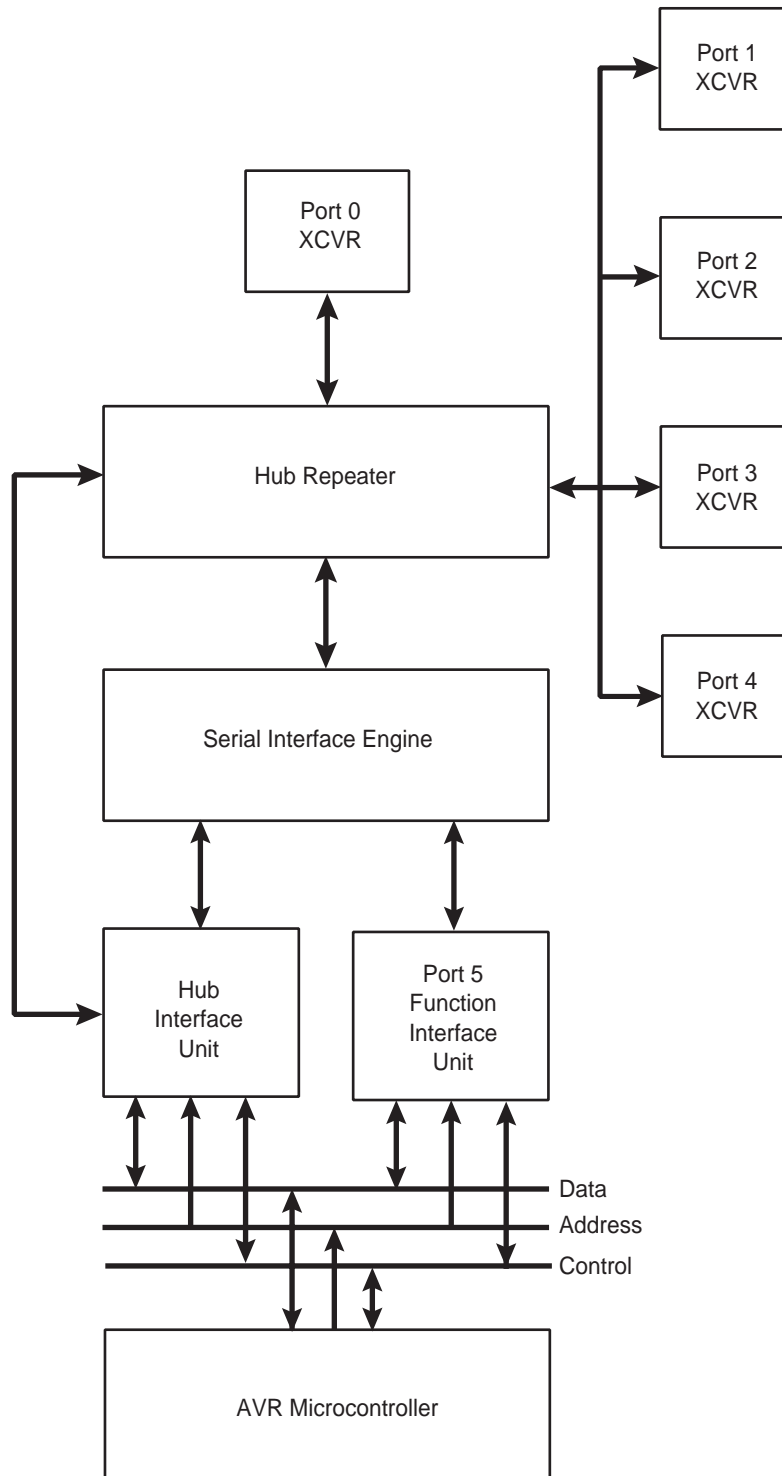 Port 1
XCVR
Port 0
XCVR
Port 2
XCVR
Hub Repeater
Port 3
XCVR
Serial Interface Engine
Port 4
XCVR
Hub
Interface
Unit
Port 5
Function
Interface
Unit
Data
Address
Control
AVR Microcontroller